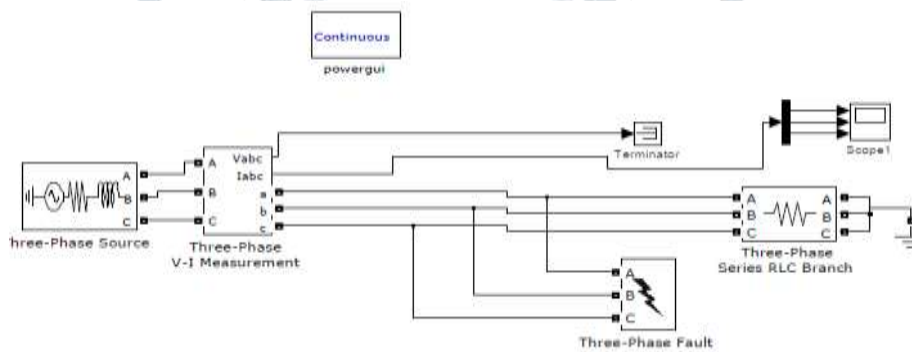 Continuous
powergui
Vabc
Iabc
A
B
C
a
b
c
A
B
C
hree-Phase Source
Three-Phase
V-I Measurement
Terminator
Scope1
A
B
C
A
B
C
Three-Phase
Series RLC Branch
A
B
C
Three-Phase Fault